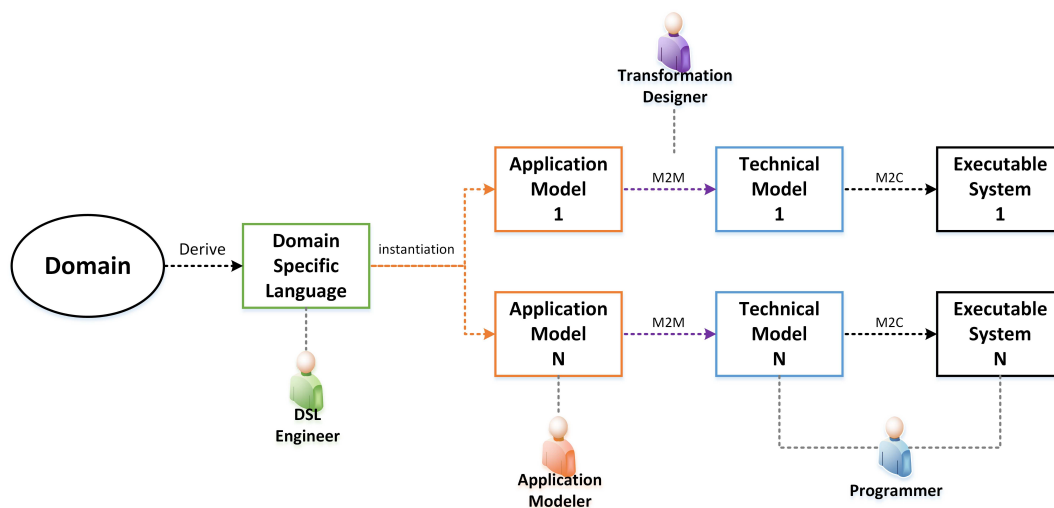 Transformation
Designer
Application
Model
1
M2M
Technical
Model
1
M2C
Executable
System
1
Domain
Derive
Domain
Specific
Language
instantiation
Application
Model
N
M2M
Technical
Model
N
M2C
Executable
System
N
DSL
Engineer
Application
Modeler
Programmer